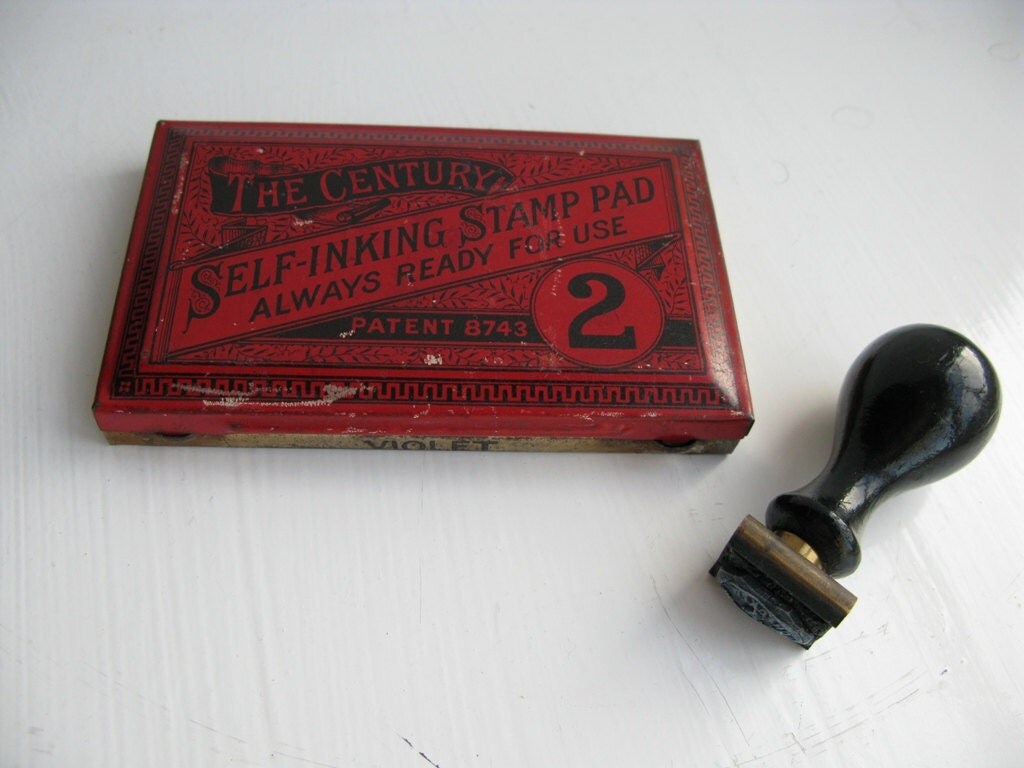 THE CENTURY
SELF-INKING STAMP PAD
ALWAYS READY FOR USE
PATENT 8743
2
VIOLET